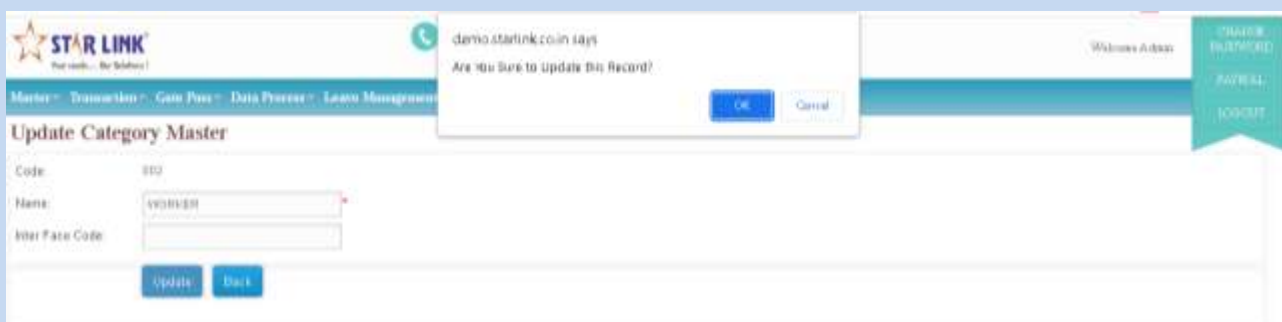 STAR LINK
demo.starlink.co.in says
Are You Sure to Update this Record?
OK Cancel
Welcome Admin
CHANGE
PASSWORD
PAYROLL
LOGOUT
Master Transaction Gate Pass Data Process Leave Management
Update Category Master
Code: 002
Name: WORKER *
Inter Face Code:
Update Back